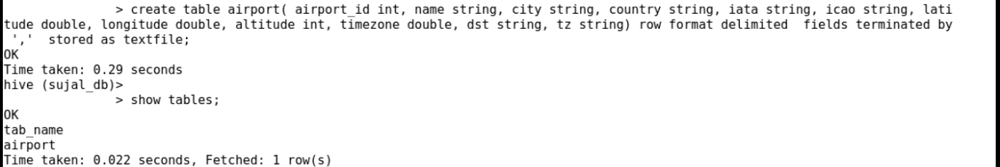 > create table airport( airport_id int, name string, city string, country string, iata string, icao string, lati
tude double, longitude double, altitude int, timezone double, dst string, tz string) row format delimited  fields terminated by
 ','  stored as textfile;
OK
Time taken: 0.29 seconds
hive (sujal_db)>
> show tables;
OK
tab_name
airport
Time taken: 0.022 seconds, Fetched: 1 row(s)